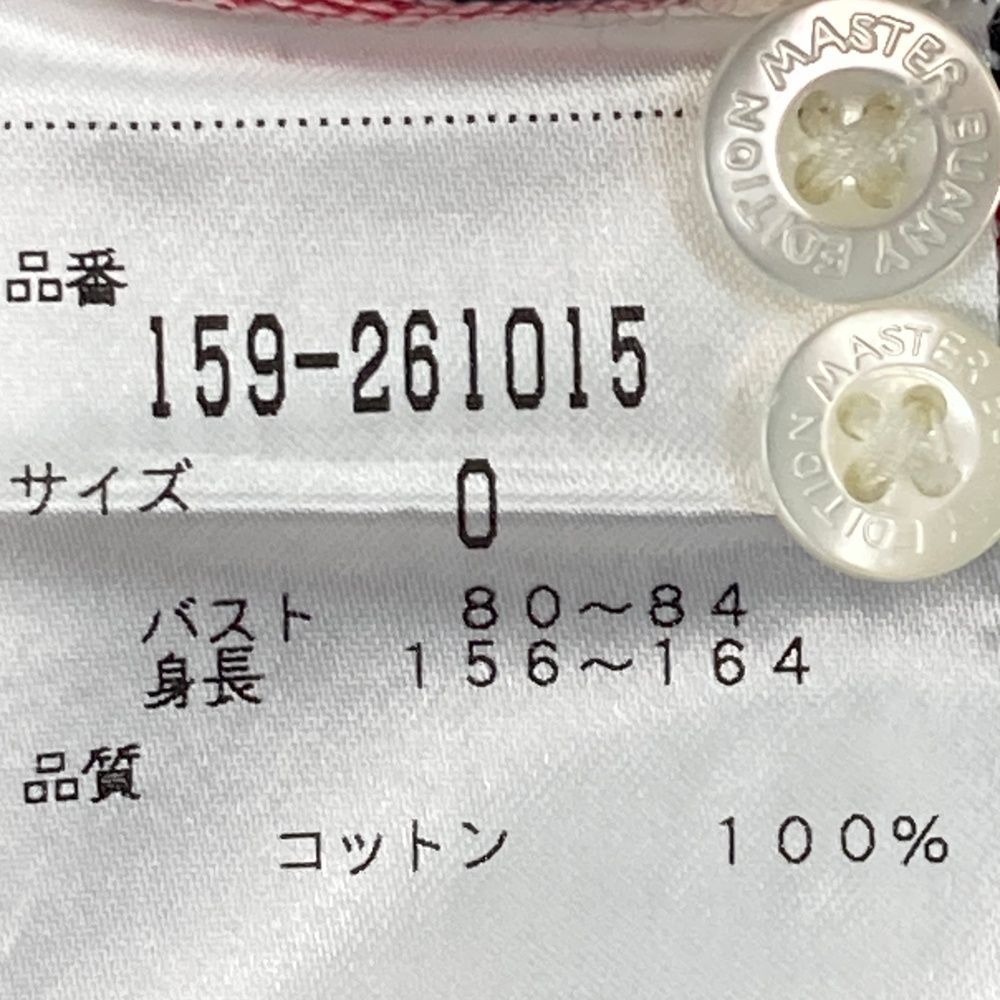 MASTER BUNNY EDITION
品番
159-261015
MASTER EDITION
サイズ 0
バスト 80～84
身長 156～164
品質
コットン 100%